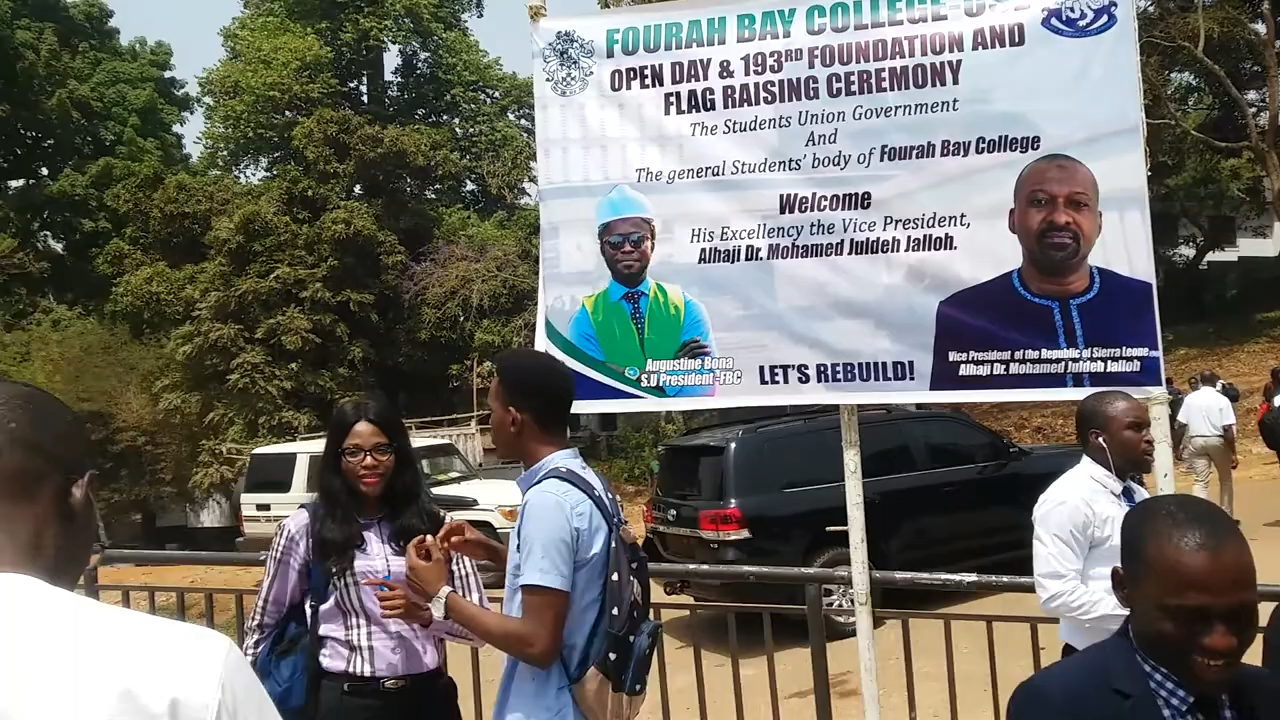 FOURAH BAY COLLEGE-USL
OPEN DAY & 193RD FOUNDATION AND
FLAG RAISING CEREMONY
The Students Union Government
And
The general Students' body of Fourah Bay College
Welcome
His Excellency the Vice President,
Alhaji Dr. Mohamed Juldeh Jalloh.
Augustine Bona
S.U President -FBC
LET'S REBUILD!
Vice President of the Republic of Sierra Leone
Alhaji Dr. Mohamed Juldeh Jalloh